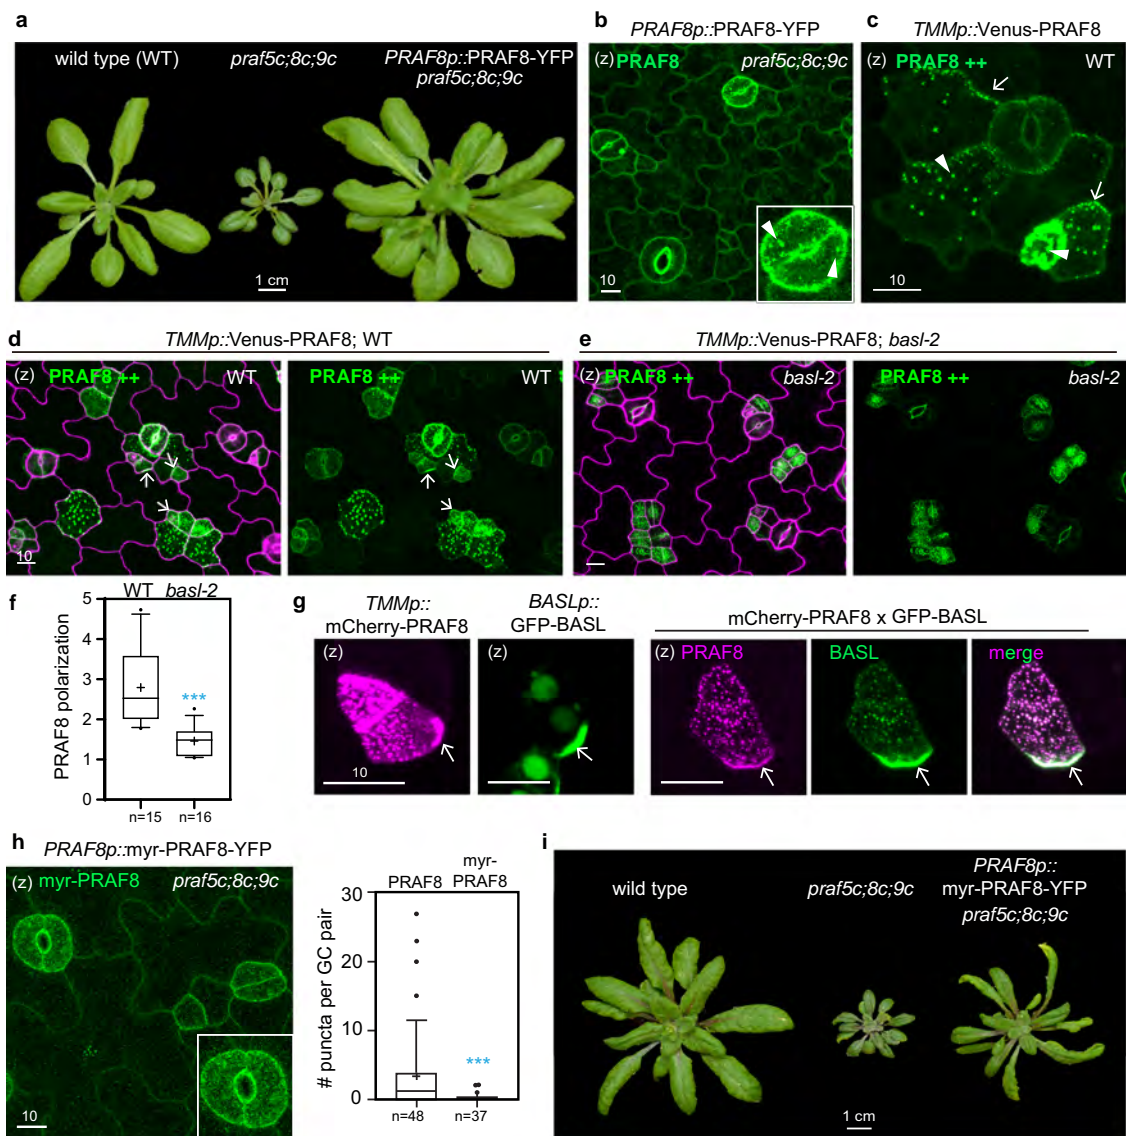 a
wild type (WT)
praf5c;8c;9c
PRAF8p::PRAF8-YFP
praf5c;8c;9c
1 cm
b
PRAF8p::PRAF8-YFP
(z) PRAF8
praf5c;8c;9c
10
c
TMMp::Venus-PRAF8
(z) PRAF8 ++
WT
10
d
TMMp::Venus-PRAF8; WT
(z) PRAF8 ++
WT
10
PRAF8 ++
WT
e
TMMp::Venus-PRAF8; basl-2
(z) PRAF8 ++
basl-2
PRAF8 ++
basl-2
f
WT basl-2
PRAF8 polarization
5
4
3
2
1
0
***
n=15 n=16
g
TMMp::
mCherry-PRAF8
(z)
10
BASLp::
GFP-BASL
(z)
mCherry-PRAF8 x GFP-BASL
(z) PRAF8
BASL
merge
h
PRAF8p::myr-PRAF8-YFP
(z) myr-PRAF8
praf5c;8c;9c
10
# puncta per GC pair
30
20
10
0
PRAF8
myr-
PRAF8
***
n=48 n=37
i
wild type
praf5c;8c;9c
PRAF8p::
myr-PRAF8-YFP
praf5c;8c;9c
1 cm